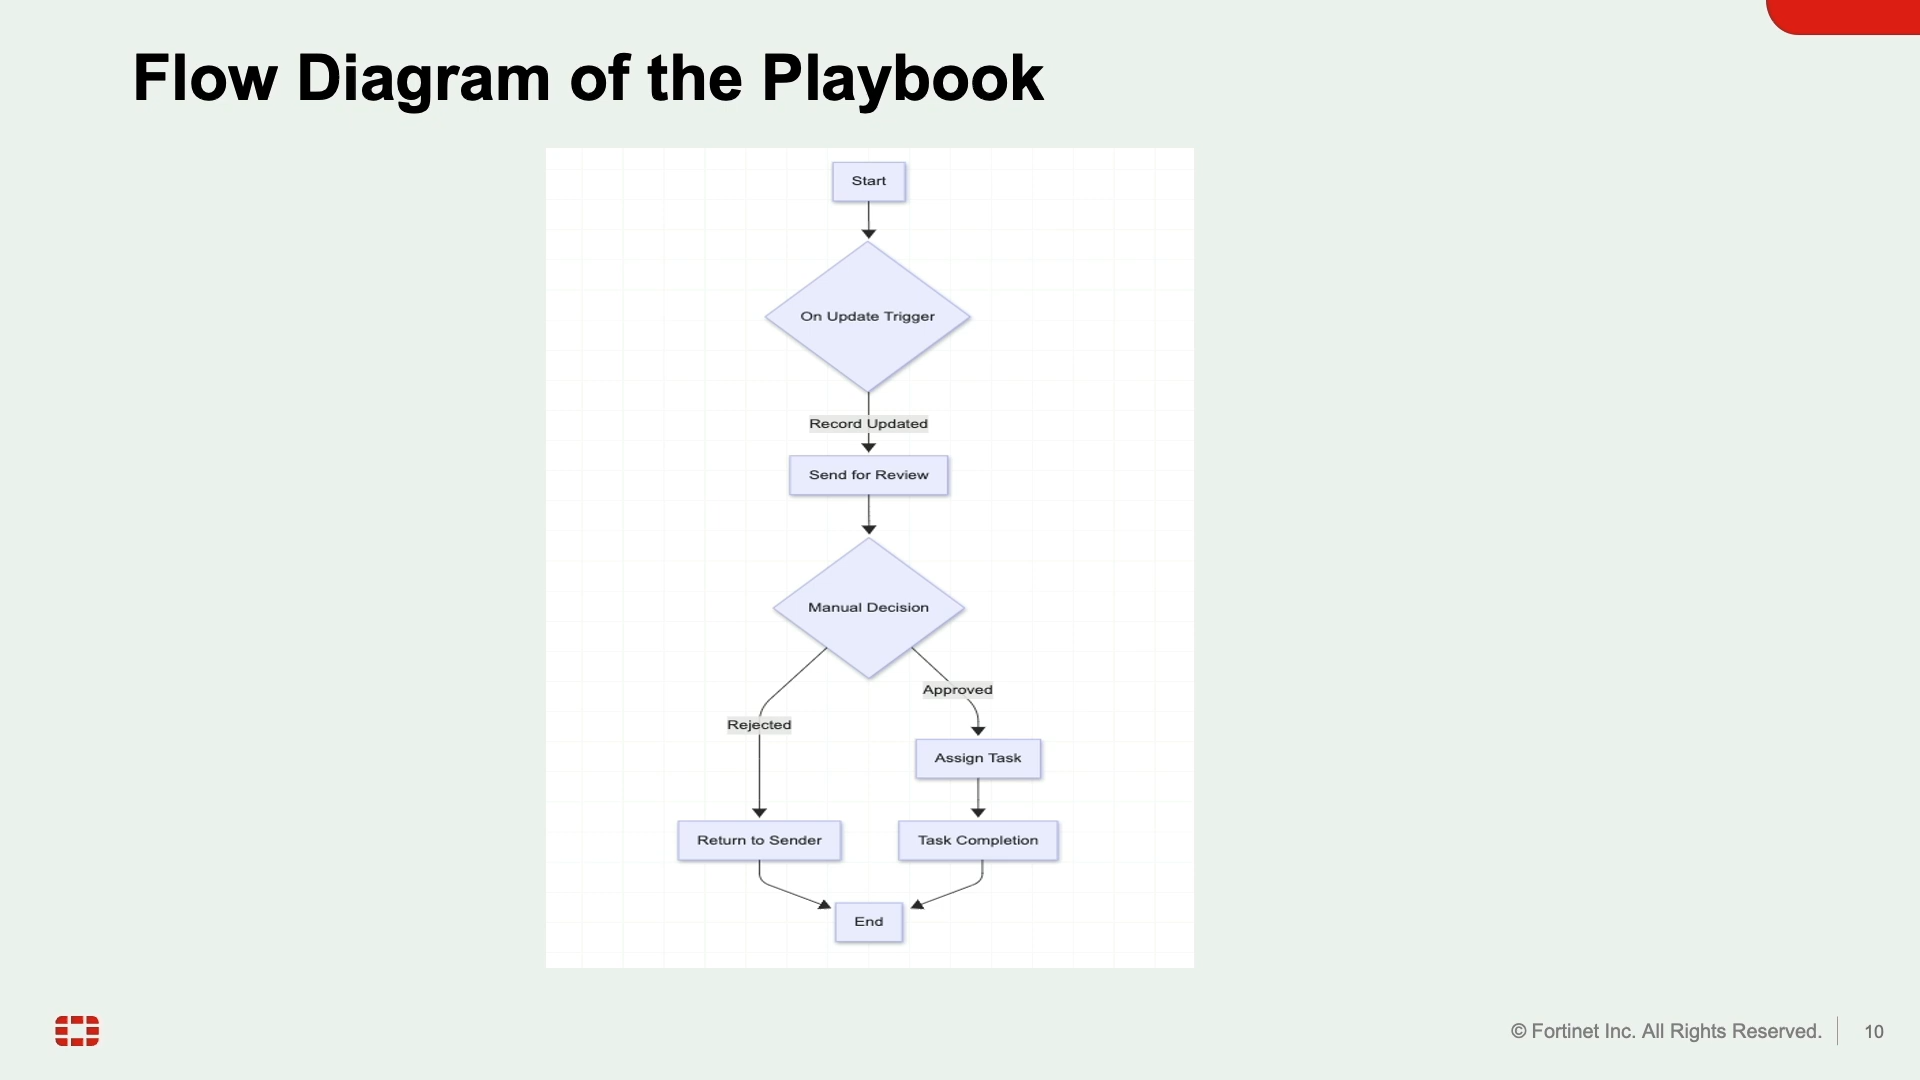 Flow Diagram of the Playbook
Start
On Update Trigger
Record Updated
Send for Review
Manual Decision
Approved
Rejected
Assign Task
Return to Sender
Task Completion
End
© Fortinet Inc. All Rights Reserved.
10